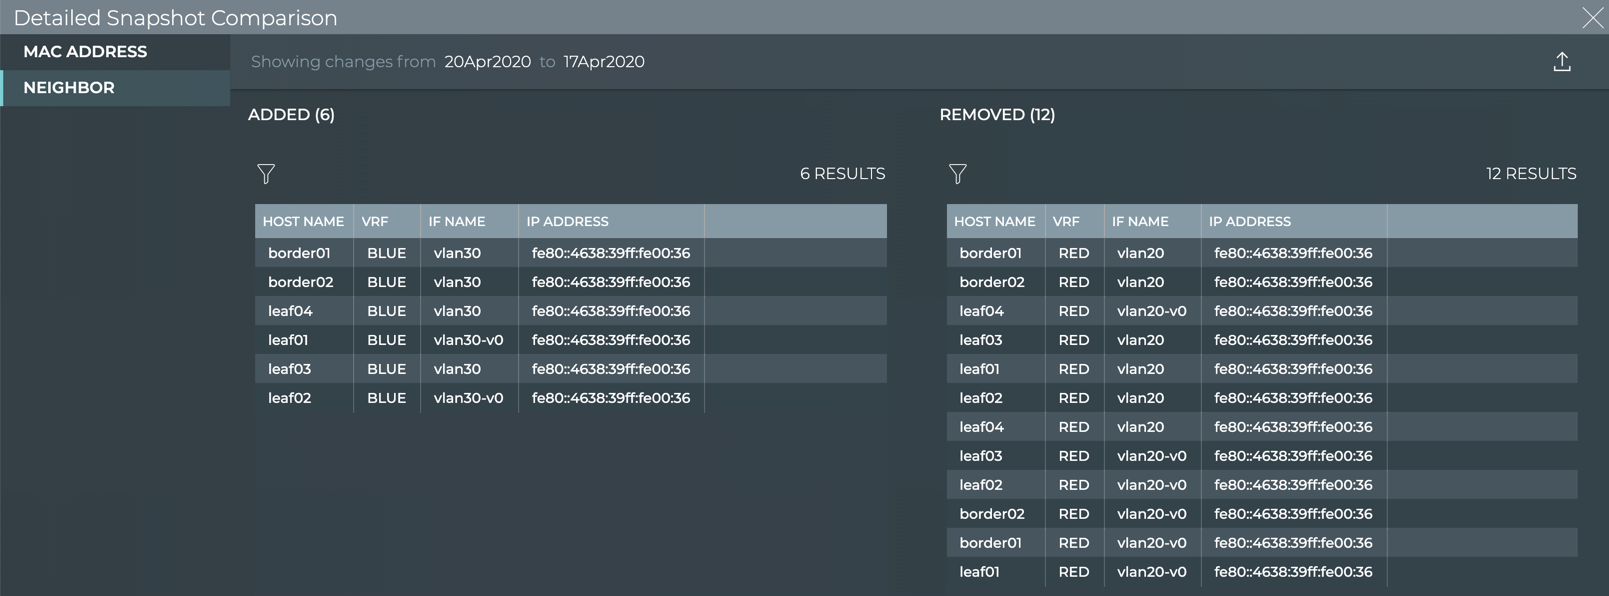 Detailed Snapshot Comparison
MAC ADDRESS
NEIGHBOR
Showing changes from 20Apr2020 to 17Apr2020
ADDED (6)
6 RESULTS
HOST NAME VRF IF NAME IP ADDRESS
border01 BLUE vlan30 fe80::4638:39ff:fe00:36
border02 BLUE vlan30 fe80::4638:39ff:fe00:36
leaf04 BLUE vlan30 fe80::4638:39ff:fe00:36
leaf01 BLUE vlan30-v0 fe80::4638:39ff:fe00:36
leaf03 BLUE vlan30 fe80::4638:39ff:fe00:36
leaf02 BLUE vlan30-v0 fe80::4638:39ff:fe00:36
REMOVED (12)
12 RESULTS
HOST NAME VRF IF NAME IP ADDRESS
border01 RED vlan20 fe80::4638:39ff:fe00:36
border02 RED vlan20 fe80::4638:39ff:fe00:36
leaf04 RED vlan20-v0 fe80::4638:39ff:fe00:36
leaf03 RED vlan20 fe80::4638:39ff:fe00:36
leaf01 RED vlan20 fe80::4638:39ff:fe00:36
leaf02 RED vlan20 fe80::4638:39ff:fe00:36
leaf04 RED vlan20 fe80::4638:39ff:fe00:36
leaf03 RED vlan20-v0 fe80::4638:39ff:fe00:36
leaf02 RED vlan20-v0 fe80::4638:39ff:fe00:36
border02 RED vlan20-v0 fe80::4638:39ff:fe00:36
border01 RED vlan20-v0 fe80::4638:39ff:fe00:36
leaf01 RED vlan20-v0 fe80::4638:39ff:fe00:36